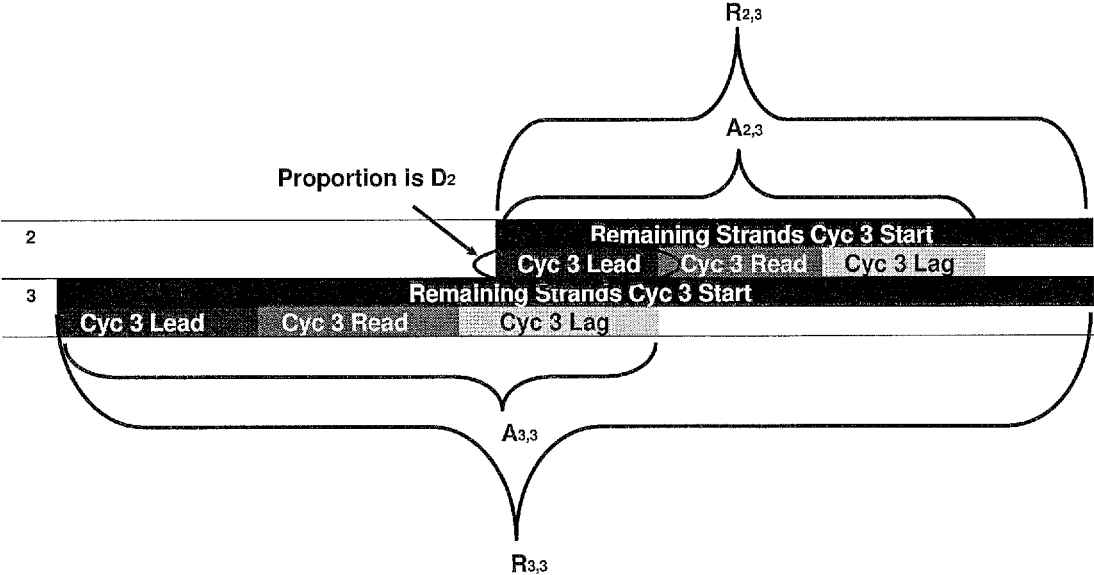 R2,3
A2,3
Proportion is D2
2
Remaining Strands Cyc 3 Start
Cyc 3 Lead Cyc 3 Read Cyc 3 Lag
3
Remaining Strands Cyc 3 Start
Cyc 3 Lead Cyc 3 Read Cyc 3 Lag
A3,3
R3,3